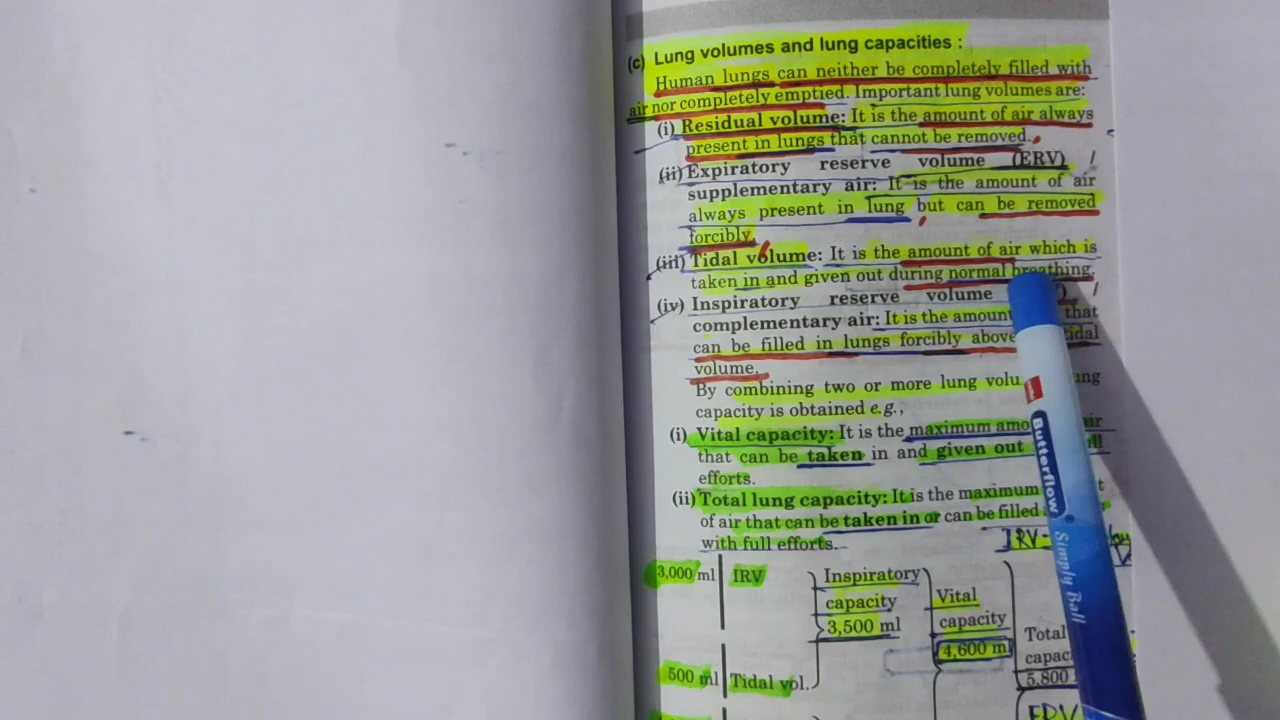 (c) Lung volumes and lung capacities :
Human lungs can neither be completely filled with
air nor completely emptied. Important lung volumes are:
(i) Residual volume: It is the amount of air always
present in lungs that cannot be removed.
(ii) Expiratory reserve volume (ERV) /
supplementary air: It is the amount of air
always present in lung but can be removed
forcibly.
(iii) Tidal volume: It is the amount of air which is
taken in and given out during normal breathing.
(iv) Inspiratory reserve volume /
complementary air: It is the amount that
can be filled in lungs forcibly above tidal
volume.
By combining two or more lung
capacity is obtained e.g.,
(i) Vital capacity: It is the maximum air
that can be taken in and given out
efforts.
(ii) Total lung capacity: It is the maximum
of air that can be taken in or can be filled
with full efforts.
3,000 ml IRV
Inspiratory
capacity
3,500 ml
Vital
capacity
4,600 m
Total
5,800
500 ml Tidal vol.
ERV
Butterflow
Simply Ball